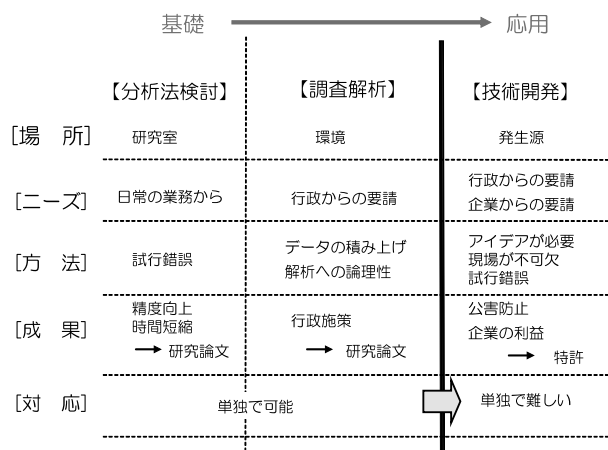 基礎 応用
【分析法検討】 【調査解析】 【技術開発】
[場 所] 研究室 環境 発生源
[ニーズ] 日常の業務から 行政からの要請 行政からの要請
企業からの要請
[方 法] 試行錯誤 データの積み上げ
解析への論理性 アイデアが必要
現場が不可欠
試行錯誤
[成 果] 精度向上
時間短縮
研究論文 行政施策
研究論文 公害防止
企業の利益
特許
[対 応] 単独で可能 単独で難しい